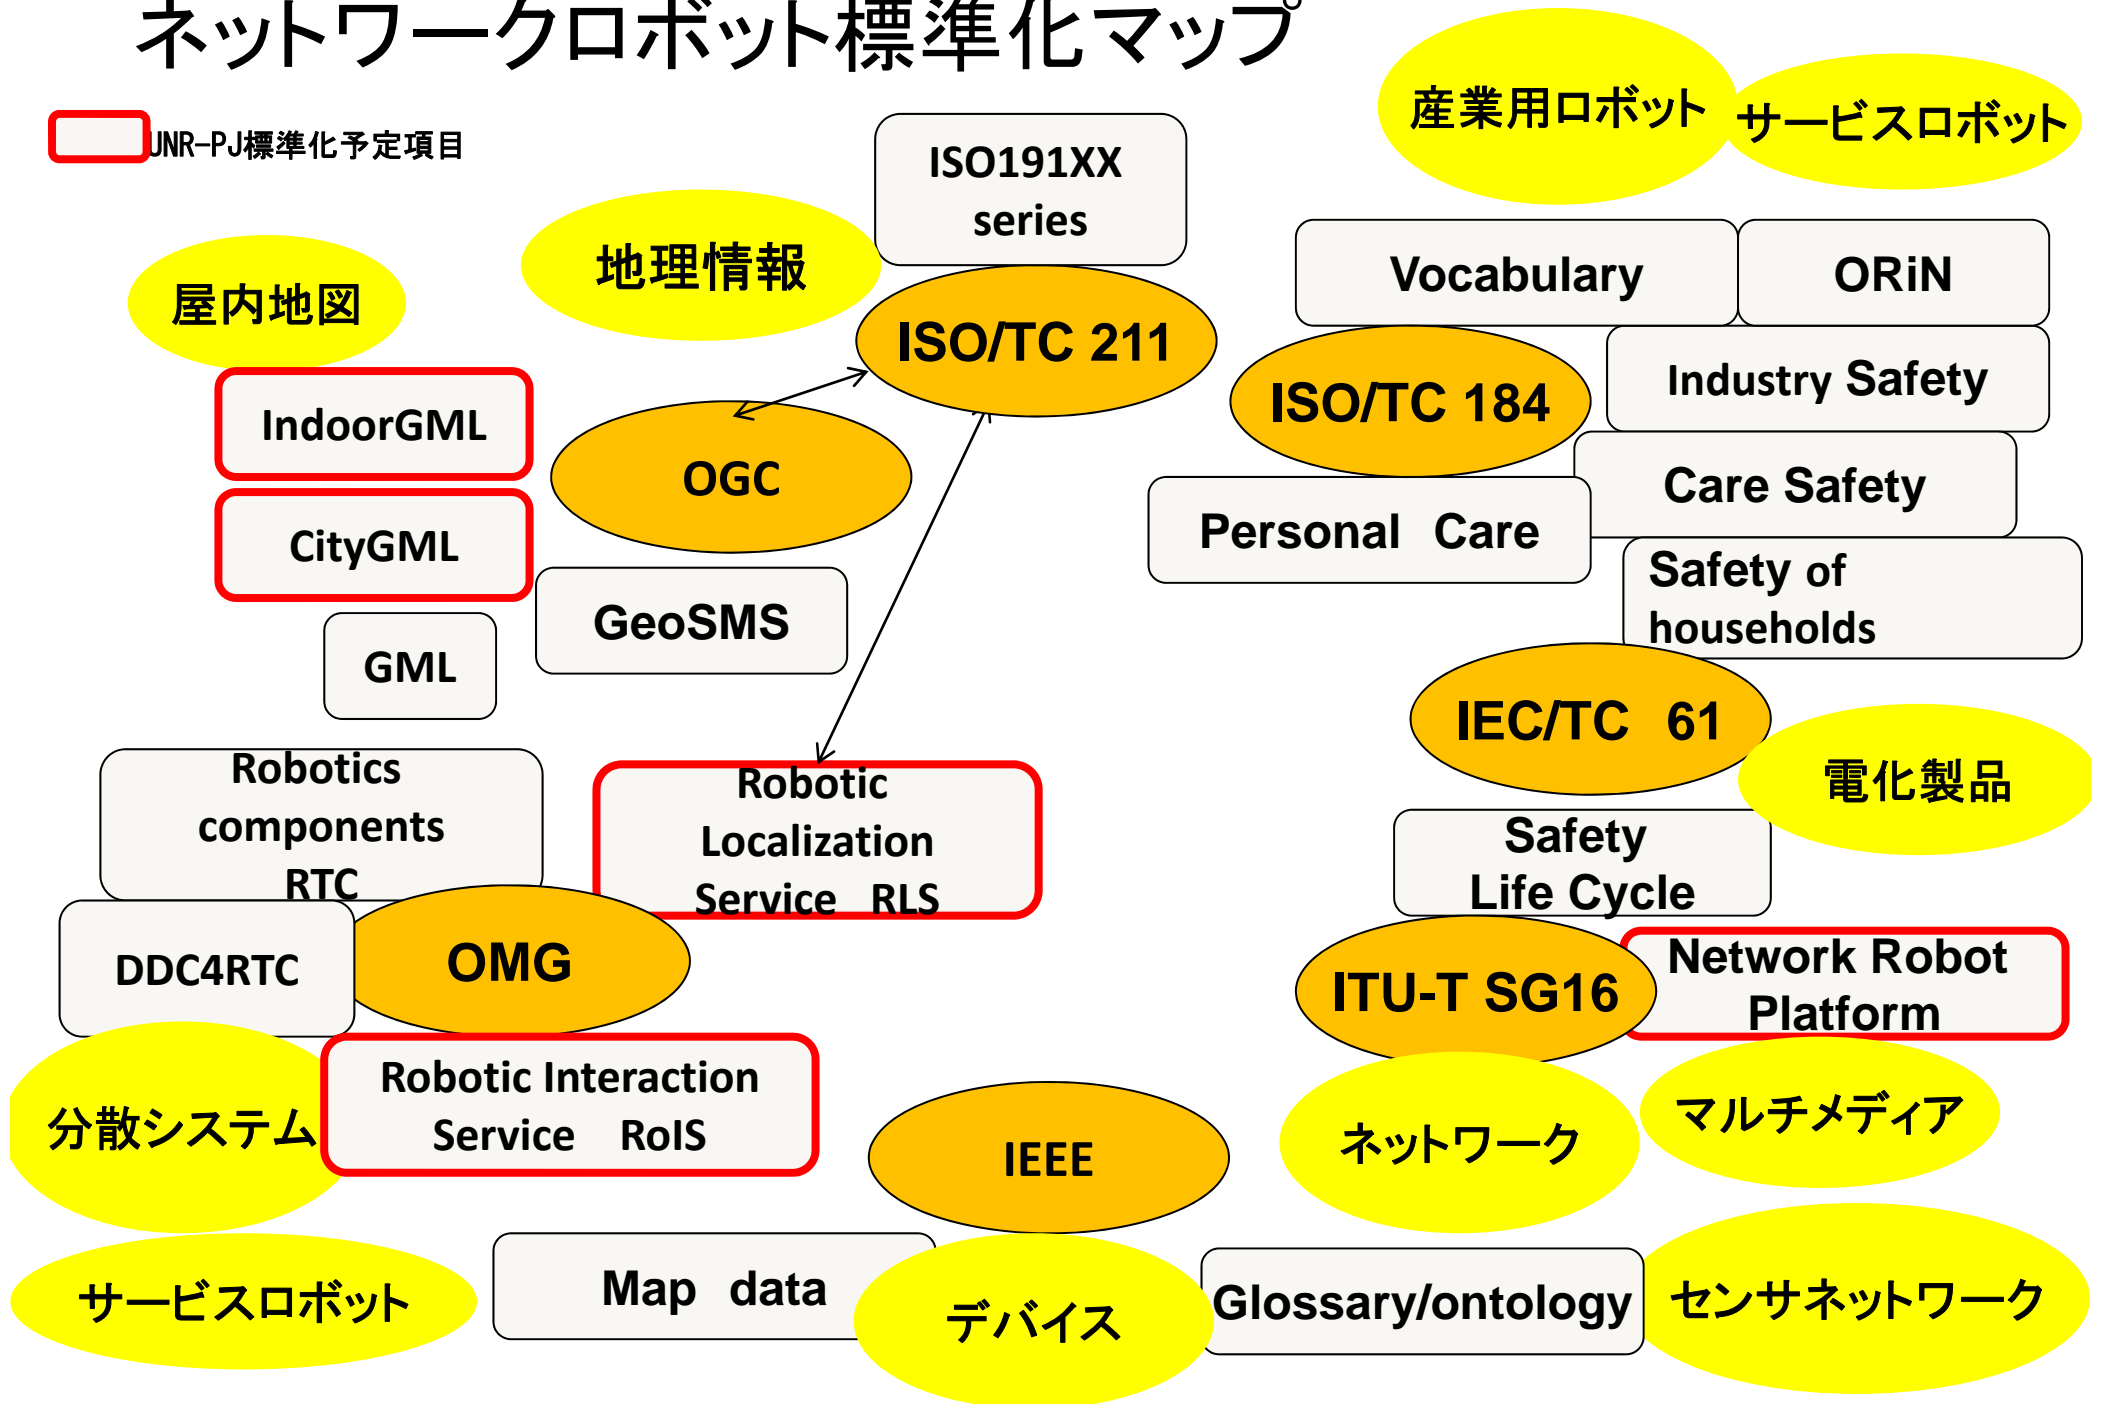 ネットワークロボット標準化マップ
UNR-PJ標準化予定項目
産業用ロボット
サービスロボット
ISO191XX
series
地理情報
屋内地図
ISO/TC 211
Vocabulary
ORiN
ISO/TC 184
Industry Safety
IndoorGML
OGC
Care Safety
CityGML
Personal Care
GeoSMS
Safety of
households
GML
IEC/TC 61
電化製品
Robotics
components
RTC
Robotic
Localization
Service RLS
Safety
Life Cycle
DDC4RTC
OMG
ITU-T SG16
Network Robot
Platform
分散システム
Robotic Interaction
Service RoIS
IEEE
ネットワーク
マルチメディア
サービスロボット
Map data
デバイス
Glossary/ontology
センサネットワーク